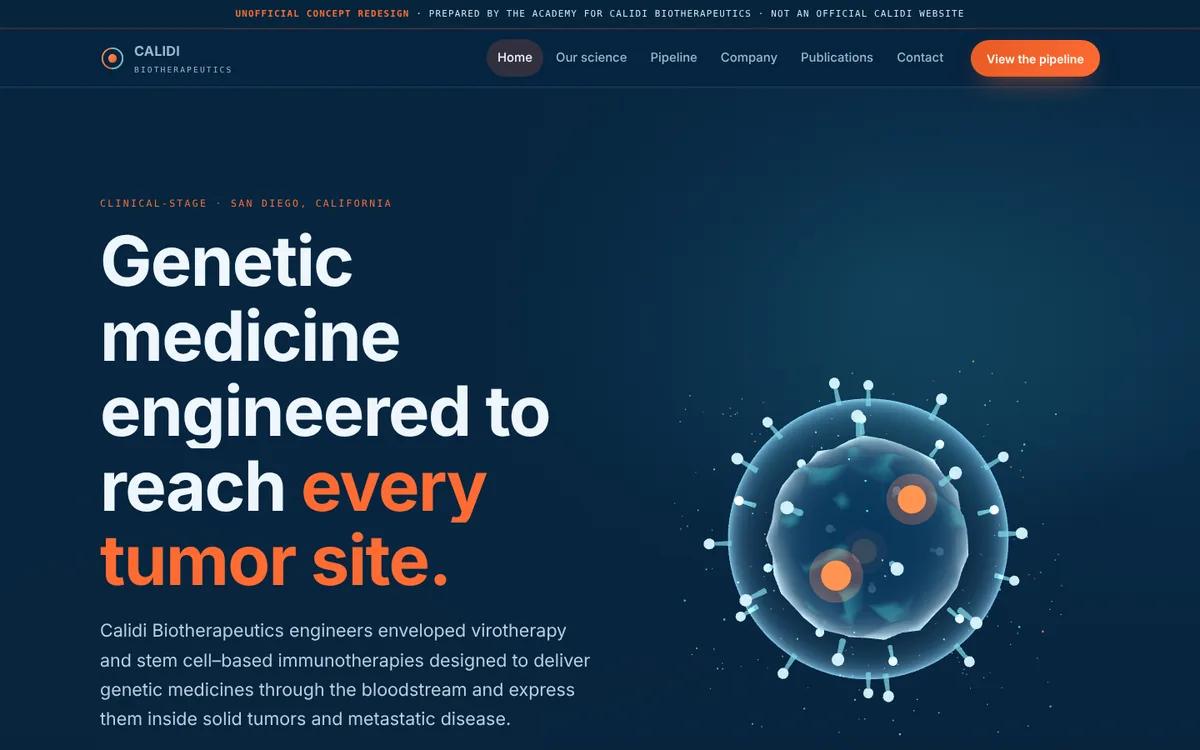 UNOFFICIAL CONCEPT REDESIGN · PREPARED BY THE ACADEMY FOR CALIDI BIOTHERAPEUTICS · NOT AN OFFICIAL CALIDI WEBSITE
CALIDI
BIOTHERAPEUTICS
Home Our science Pipeline Company Publications Contact View the pipeline
CLINICAL-STAGE · SAN DIEGO, CALIFORNIA
Genetic
medicine
engineered to
reach every
tumor site.
Calidi Biotherapeutics engineers enveloped virotherapy
and stem cell–based immunotherapies designed to deliver
genetic medicines through the bloodstream and express
them inside solid tumors and metastatic disease.